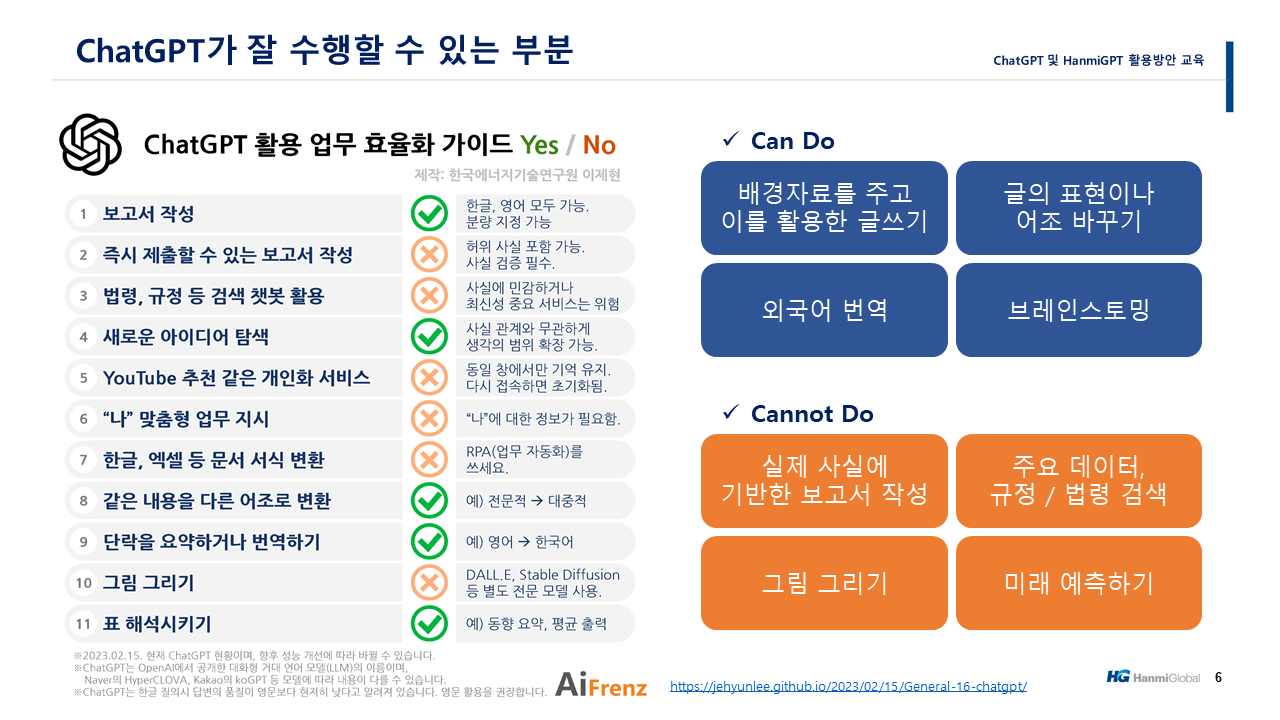 ChatGPT가 잘 수행할 수 있는 부분
ChatGPT 및 HanmiGPT 활용방안 교육
ChatGPT 활용 업무 효율화 가이드 Yes / No
제작: 한국에너지기술연구원 이제현
1 보고서 작성
한글, 영어 모두 가능.
분량 지정 가능
2 즉시 제출할 수 있는 보고서 작성
허위 사실 포함 가능.
사실 검증 필수.
3 법령, 규정 등 검색 챗봇 활용
사실에 민감하거나
최신성 중요 서비스는 위험
4 새로운 아이디어 탐색
사실 관계와 무관하게
생각의 범위 확장 가능.
5 YouTube 추천 같은 개인화 서비스
동일 창에서만 기억 유지.
다시 접속하면 초기화됨.
6 “나” 맞춤형 업무 지시
“나”에 대한 정보가 필요함.
7 한글, 엑셀 등 문서 서식 변환
RPA(업무 자동화)를
쓰세요.
8 같은 내용을 다른 어조로 변환
예) 전문적 → 대중적
9 단락을 요약하거나 번역하기
예) 영어 → 한국어
10 그림 그리기
DALL.E, Stable Diffusion
등 별도 전문 모델 사용.
11 표 해석시키기
예) 동향 요약, 평균 출력
※2023.02.15. 현재 ChatGPT 현황이며, 향후 성능 개선에 따라 바뀔 수 있습니다.
※ChatGPT는 OpenAI에서 공개한 대화형 거대 언어 모델(LLM)의 이름이며,
Naver의 HyperCLOVA, Kakao의 koGPT 등 모델에 따라 내용이 다를 수 있습니다.
※ChatGPT는 한글 질의시 답변의 품질이 영문보다 현저히 낮다고 알려져 있습니다. 영문 활용을 권장합니다.
AiFrenz
✓ Can Do
배경자료를 주고
이를 활용한 글쓰기
글의 표현이나
어조 바꾸기
외국어 번역
브레인스토밍
✓ Cannot Do
실제 사실에
기반한 보고서 작성
주요 데이터,
규정 / 법령 검색
그림 그리기
미래 예측하기
https://jehyunlee.github.io/2023/02/15/General-16-chatgpt/
HG HanmiGlobal
6